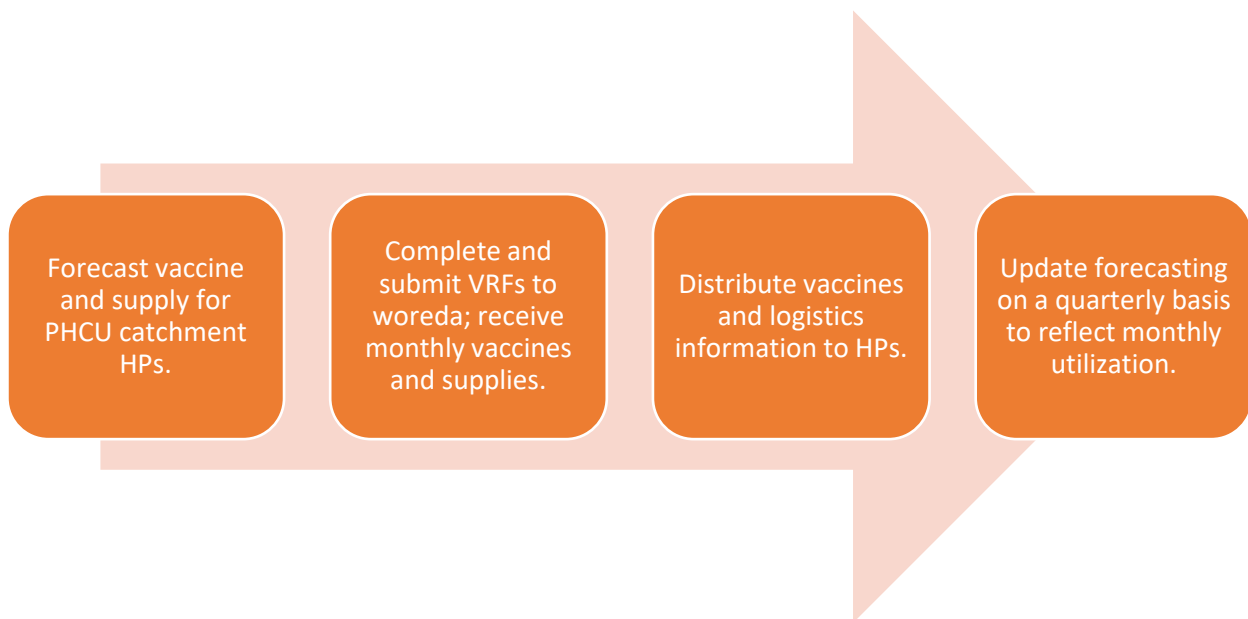 Forecast vaccine
and supply for
PHCU catchment
HPs.
Complete and
submit VRFs to
woreda; receive
monthly vaccines
and supplies.
Distribute vaccines
and logistics
information to HPs.
Update forecasting
on a quarterly basis
to reflect monthly
utilization.